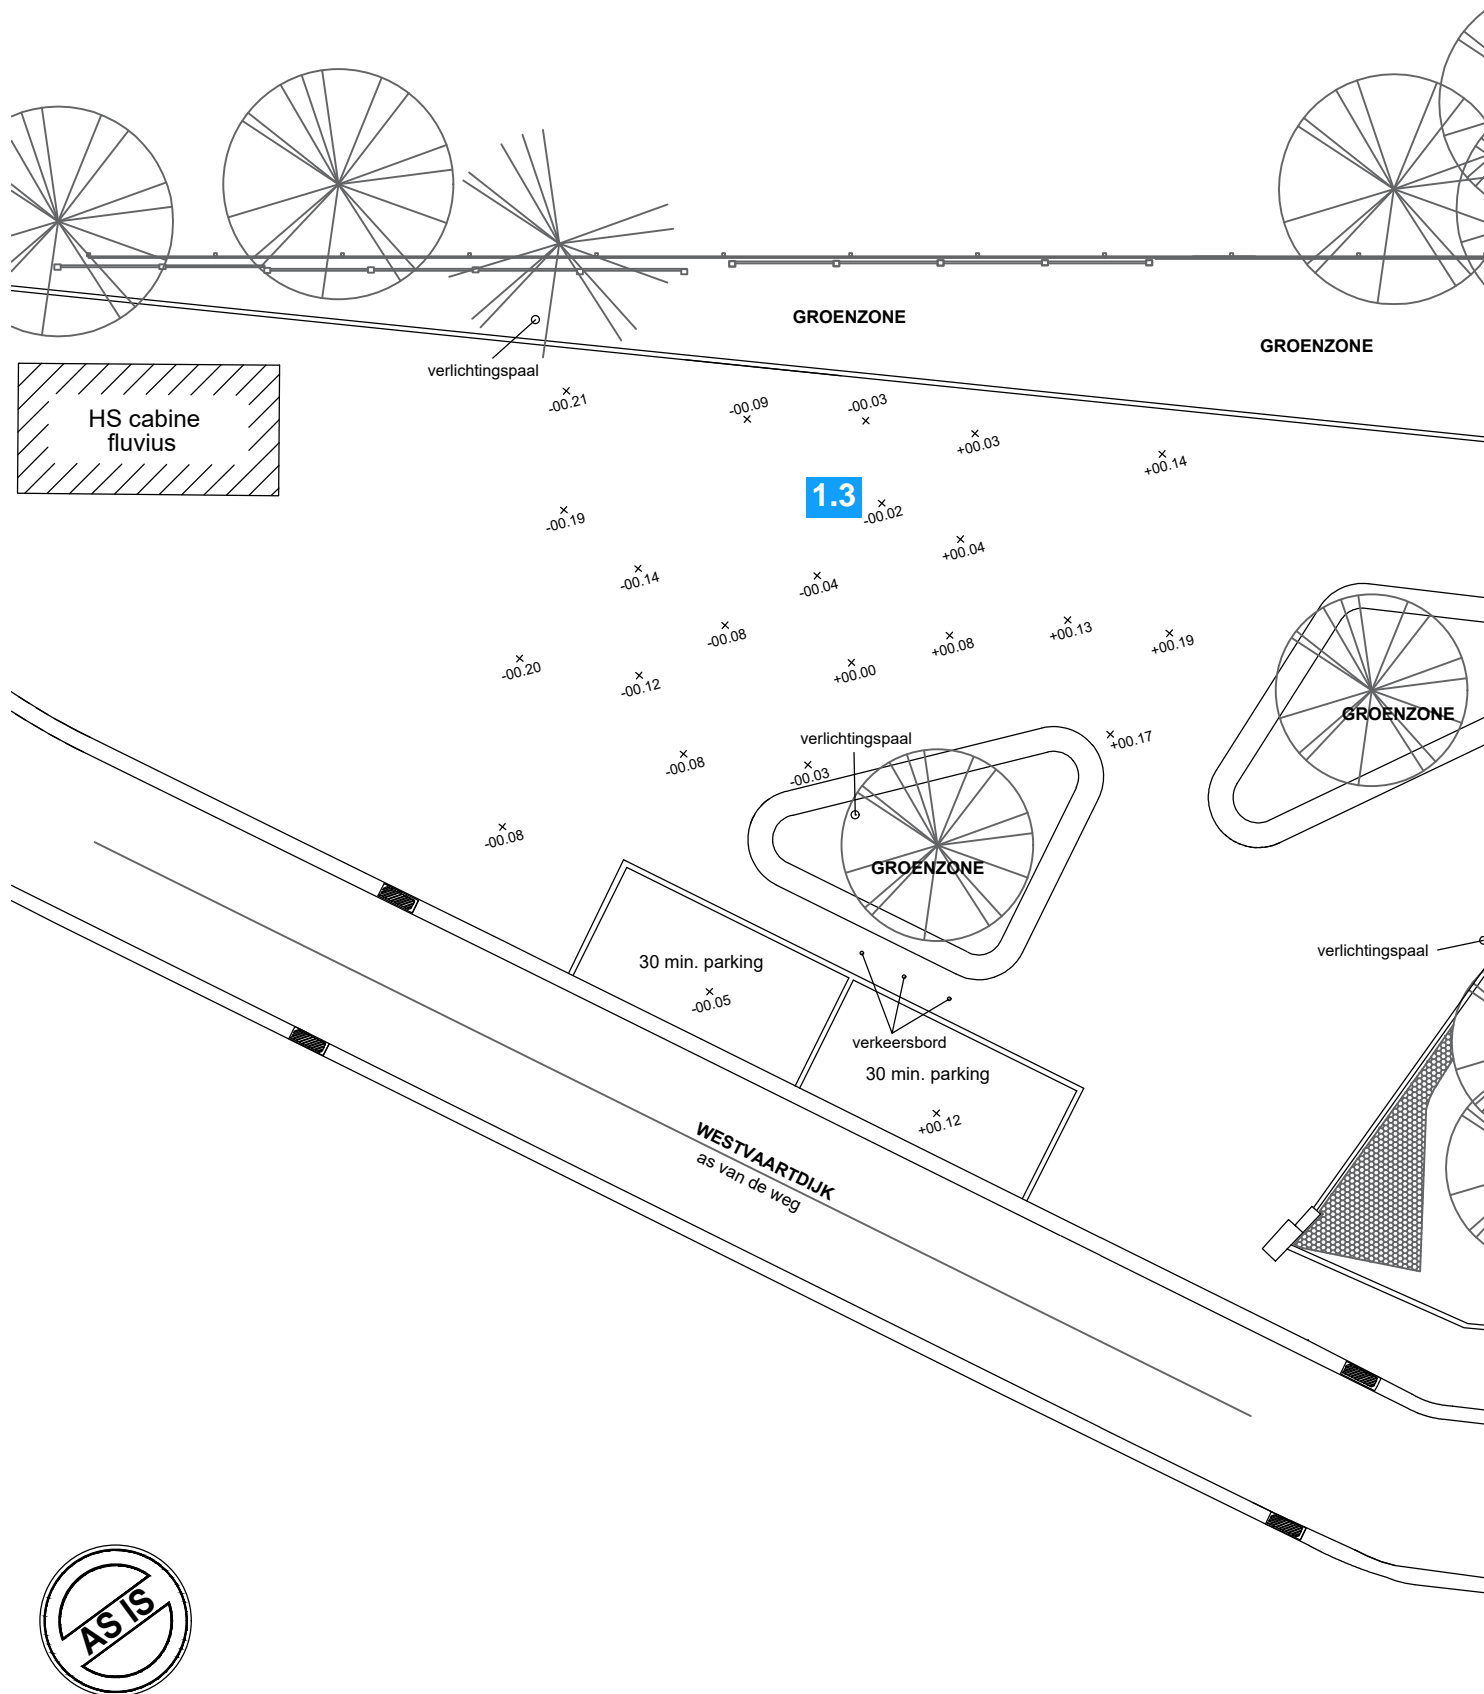 GROENZONE
GROENZONE
verlichtingspaal
HS cabine
fluvius
-00.21
-00.09
-00.03
+00.03
+00.14
1.3
-00.02
-00.19
+00.04
-00.14
-00.04
-00.08
+00.08
+00.13
+00.19
-00.20
-00.12
+00.00
GROENZONE
verlichtingspaal
+00.17
-00.08
-00.03
-00.08
GROENZONE
verlichtingspaal
30 min. parking
-00.05
verkeersbord
30 min. parking
+00.12
WESTVAARTDIJK
as van de weg
AS IS